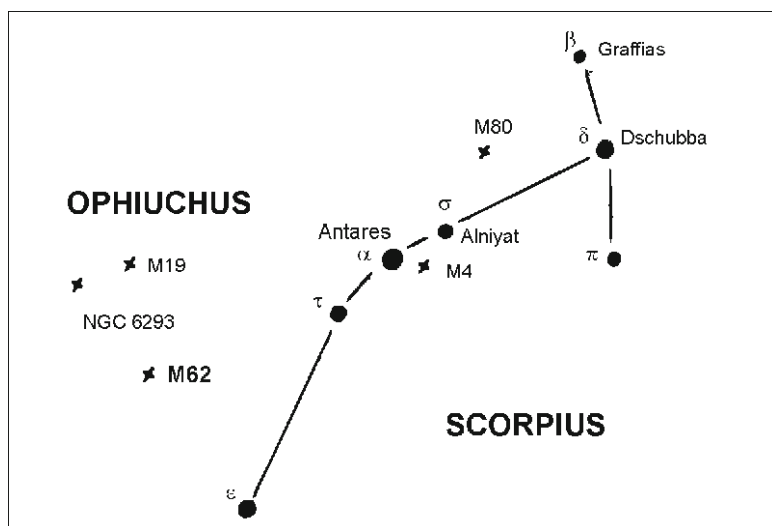 β
Graffias
M80
δ
Dschubba
OPHIUCHUS
σ
Antares
Alniyat
α
M4
π
M19
NGC 6293
τ
M62
SCORPIUS
ε